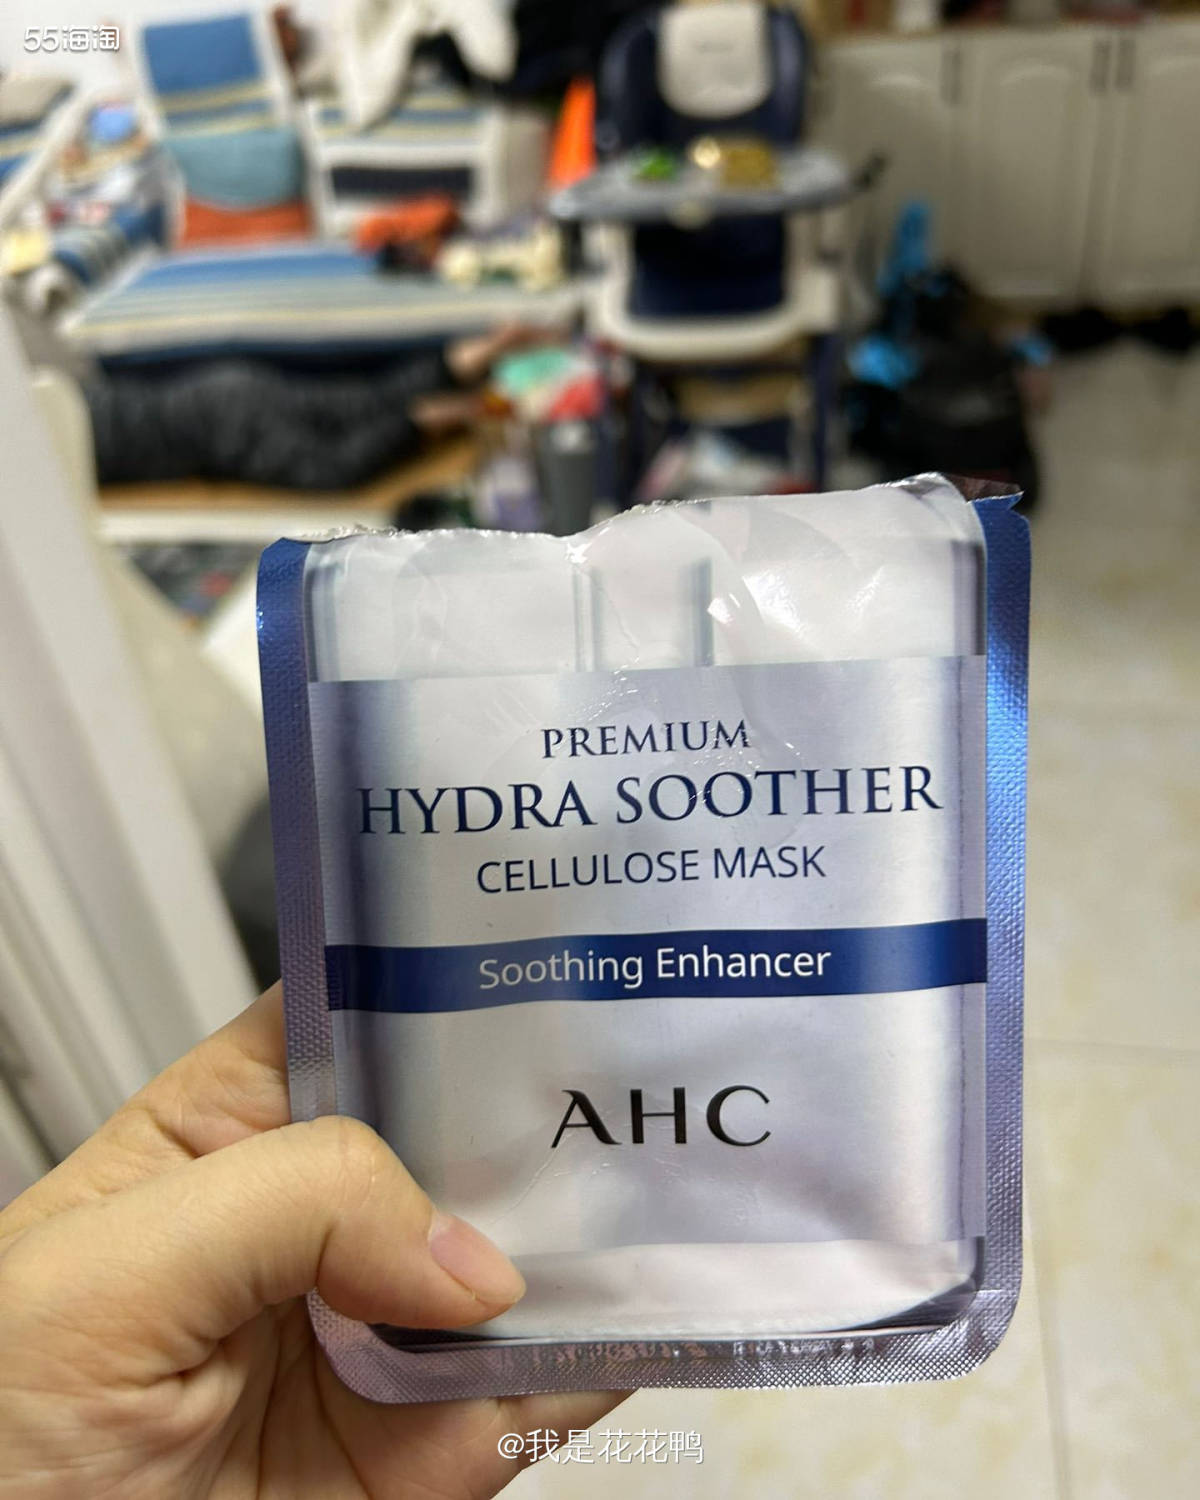 55海淘
PREMIUM
HYDRA SOOTHER
CELLULOSE MASK
Soothing Enhancer
AHC
@我是花花鸭